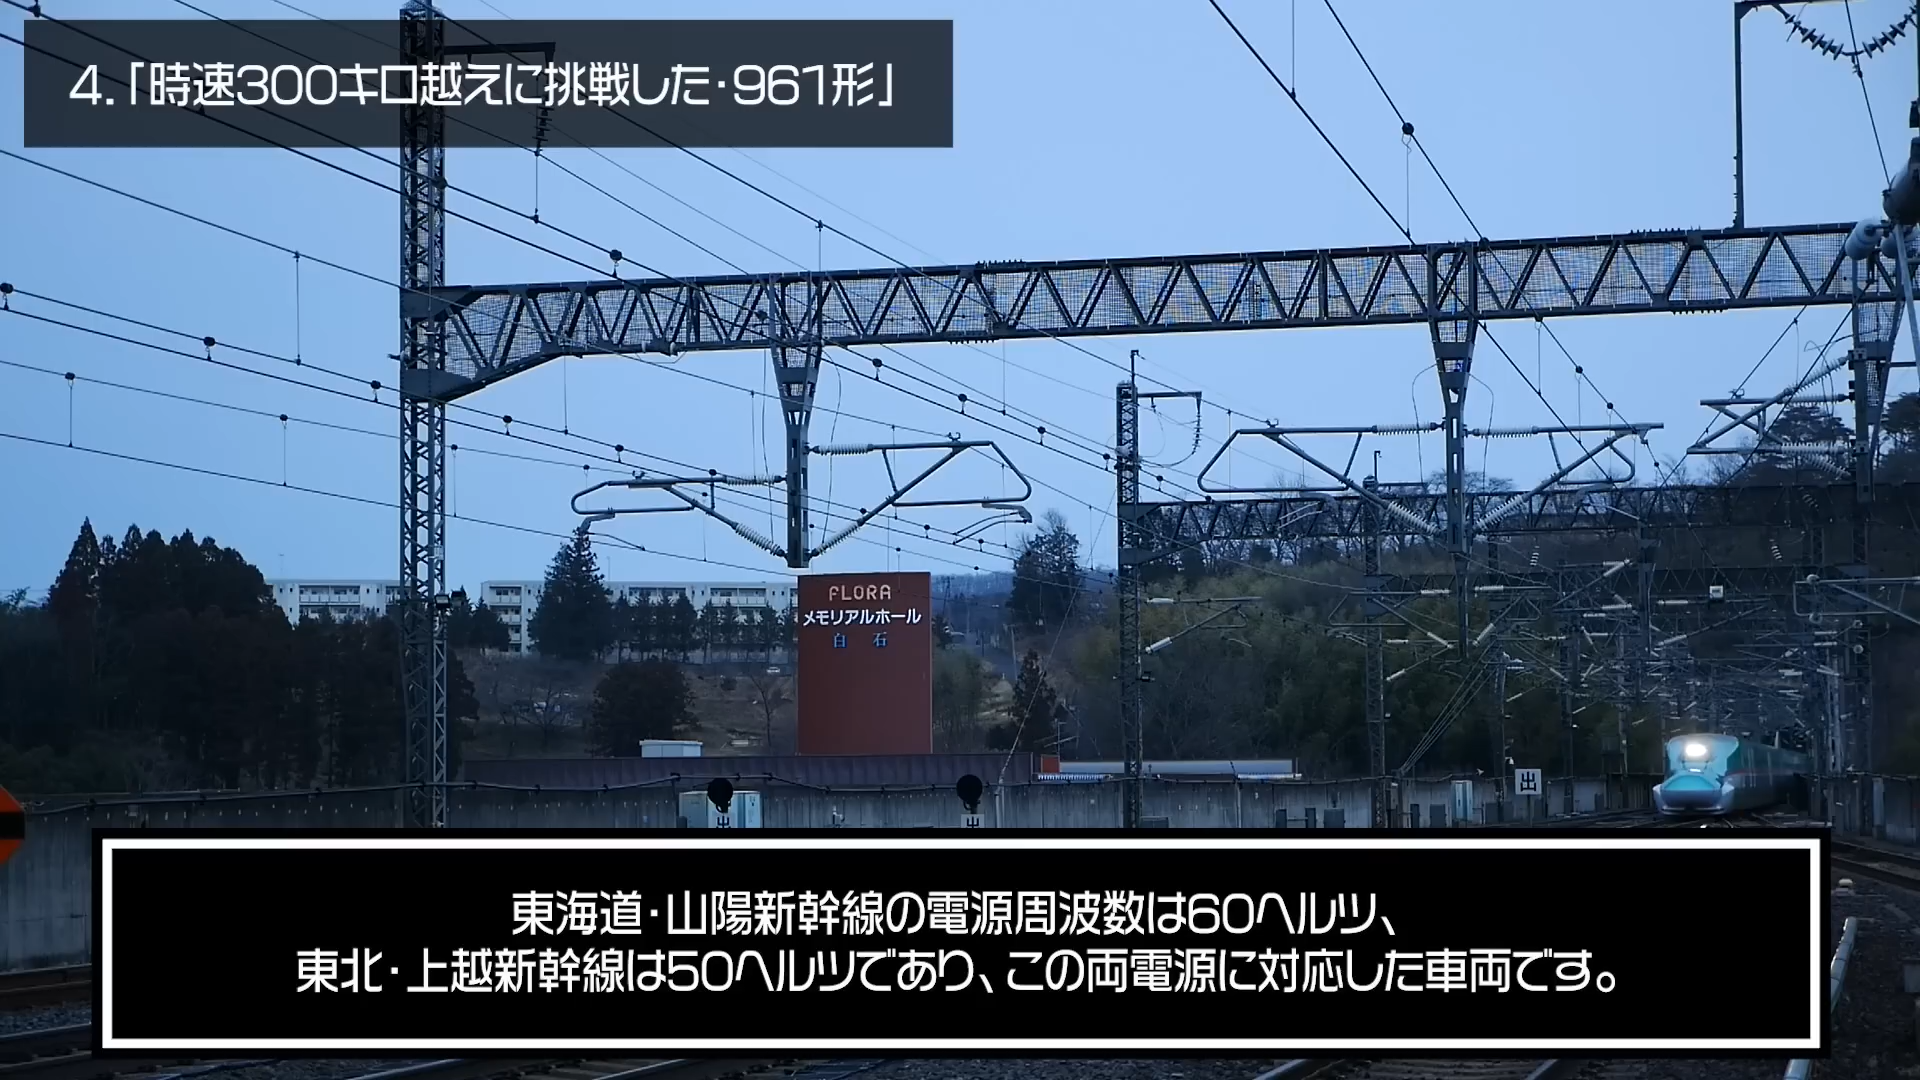 4.「時速300キロ越えに挑戦した･961形」
FLORA
メモリアルホール
白石
出
出
出
東海道･山陽新幹線の電源周波数は60ヘルツ、
東北･上越新幹線は50ヘルツであり、この両電源に対応した車両です。